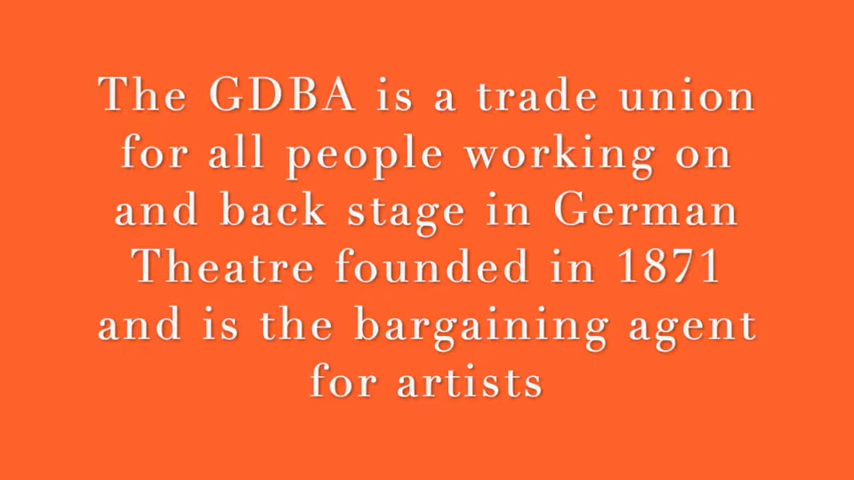 The GDBA is a trade union
for all people working on
and back stage in German
Theatre founded in 1871
and is the bargaining agent
for artists